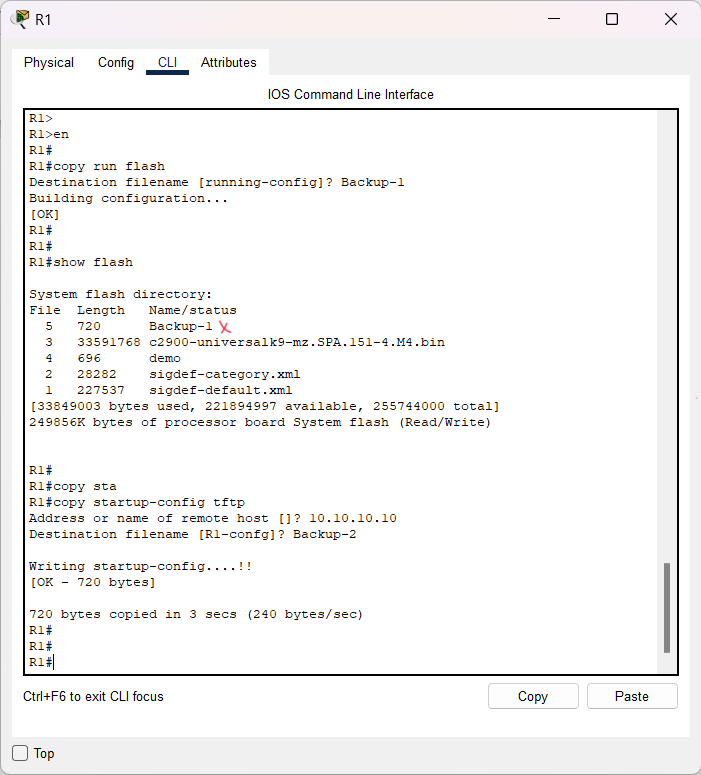 R1
Physical Config CLI Attributes
IOS Command Line Interface
R1>
R1>en
R1#
R1#copy run flash
Destination filename [running-config]? Backup-1
Building configuration...
[OK]
R1#
R1#
R1#show flash
System flash directory:
File  Length   Name/status
  5   720      Backup-1
  3   33591768 c2900-universalk9-mz.SPA.151-4.M4.bin
  4   696      demo
  2   28282    sigdef-category.xml
  1   227537   sigdef-default.xml
[33849003 bytes used, 221894997 available, 255744000 total]
249856K bytes of processor board System flash (Read/Write)
R1#
R1#copy sta
R1#copy startup-config tftp
Address or name of remote host []? 10.10.10.10
Destination filename [R1-confg]? Backup-2
Writing startup-config....!!
[OK - 720 bytes]
720 bytes copied in 3 secs (240 bytes/sec)
R1#
R1#
R1#
Ctrl+F6 to exit CLI focus
Copy Paste
Top